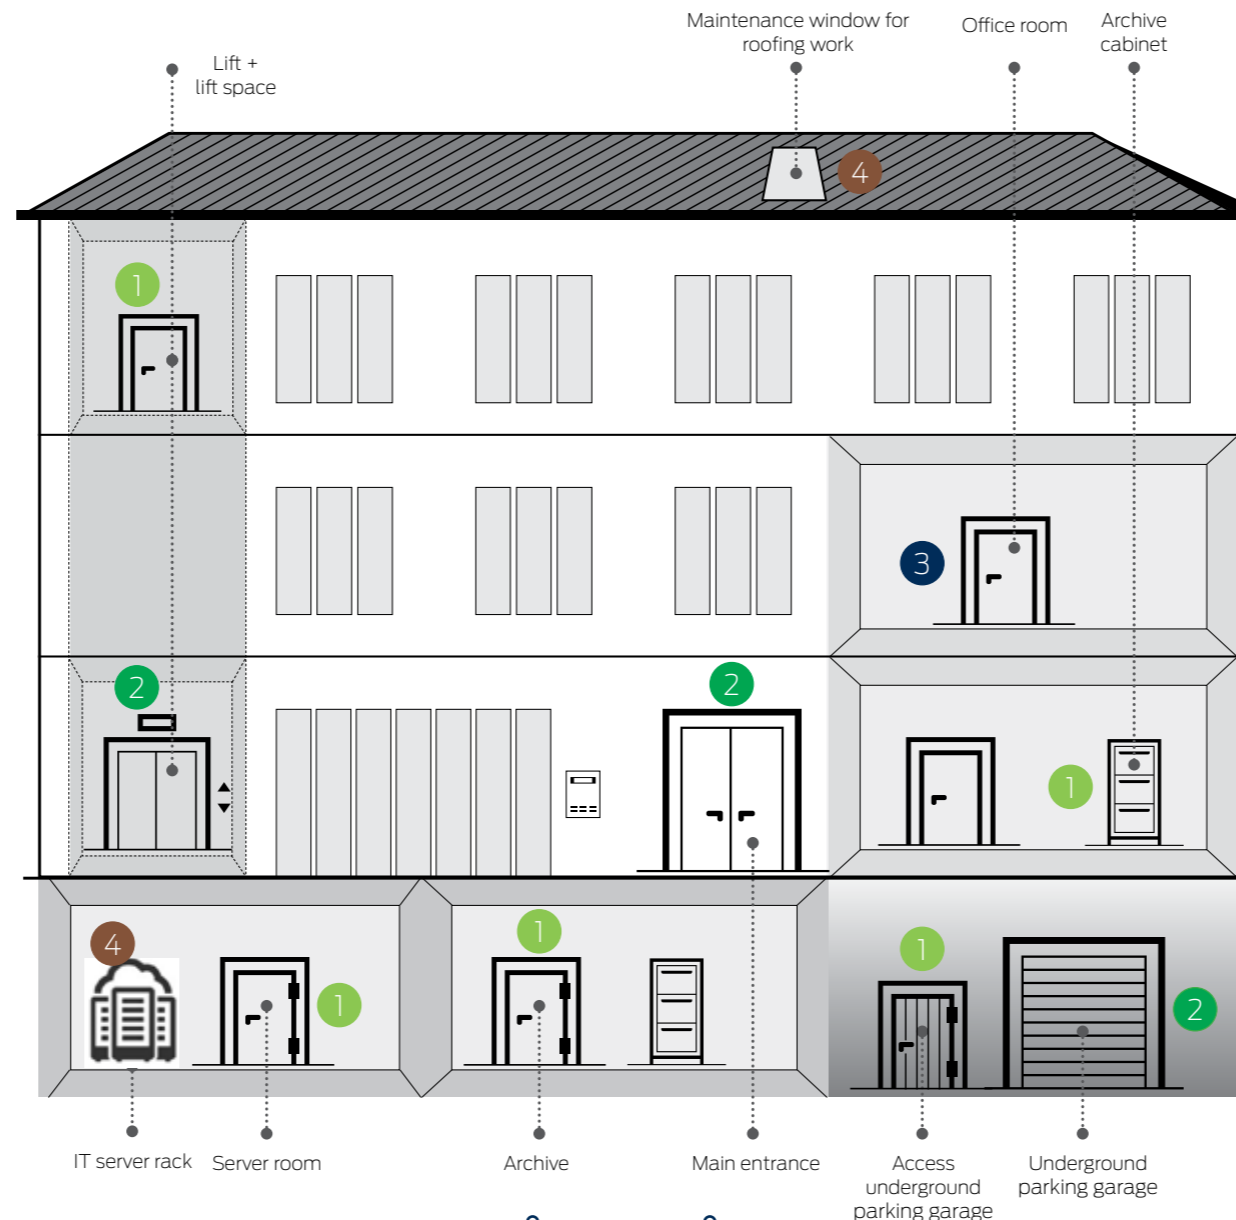 Maintenance window for
roofing work
Office room
Archive
cabinet
Lift +
lift space
4
1
3
2
2
1
4
1
1
1
2
IT server rack
Server room
Archive
Main entrance
Access
underground
parking garage
Underground
parking garage